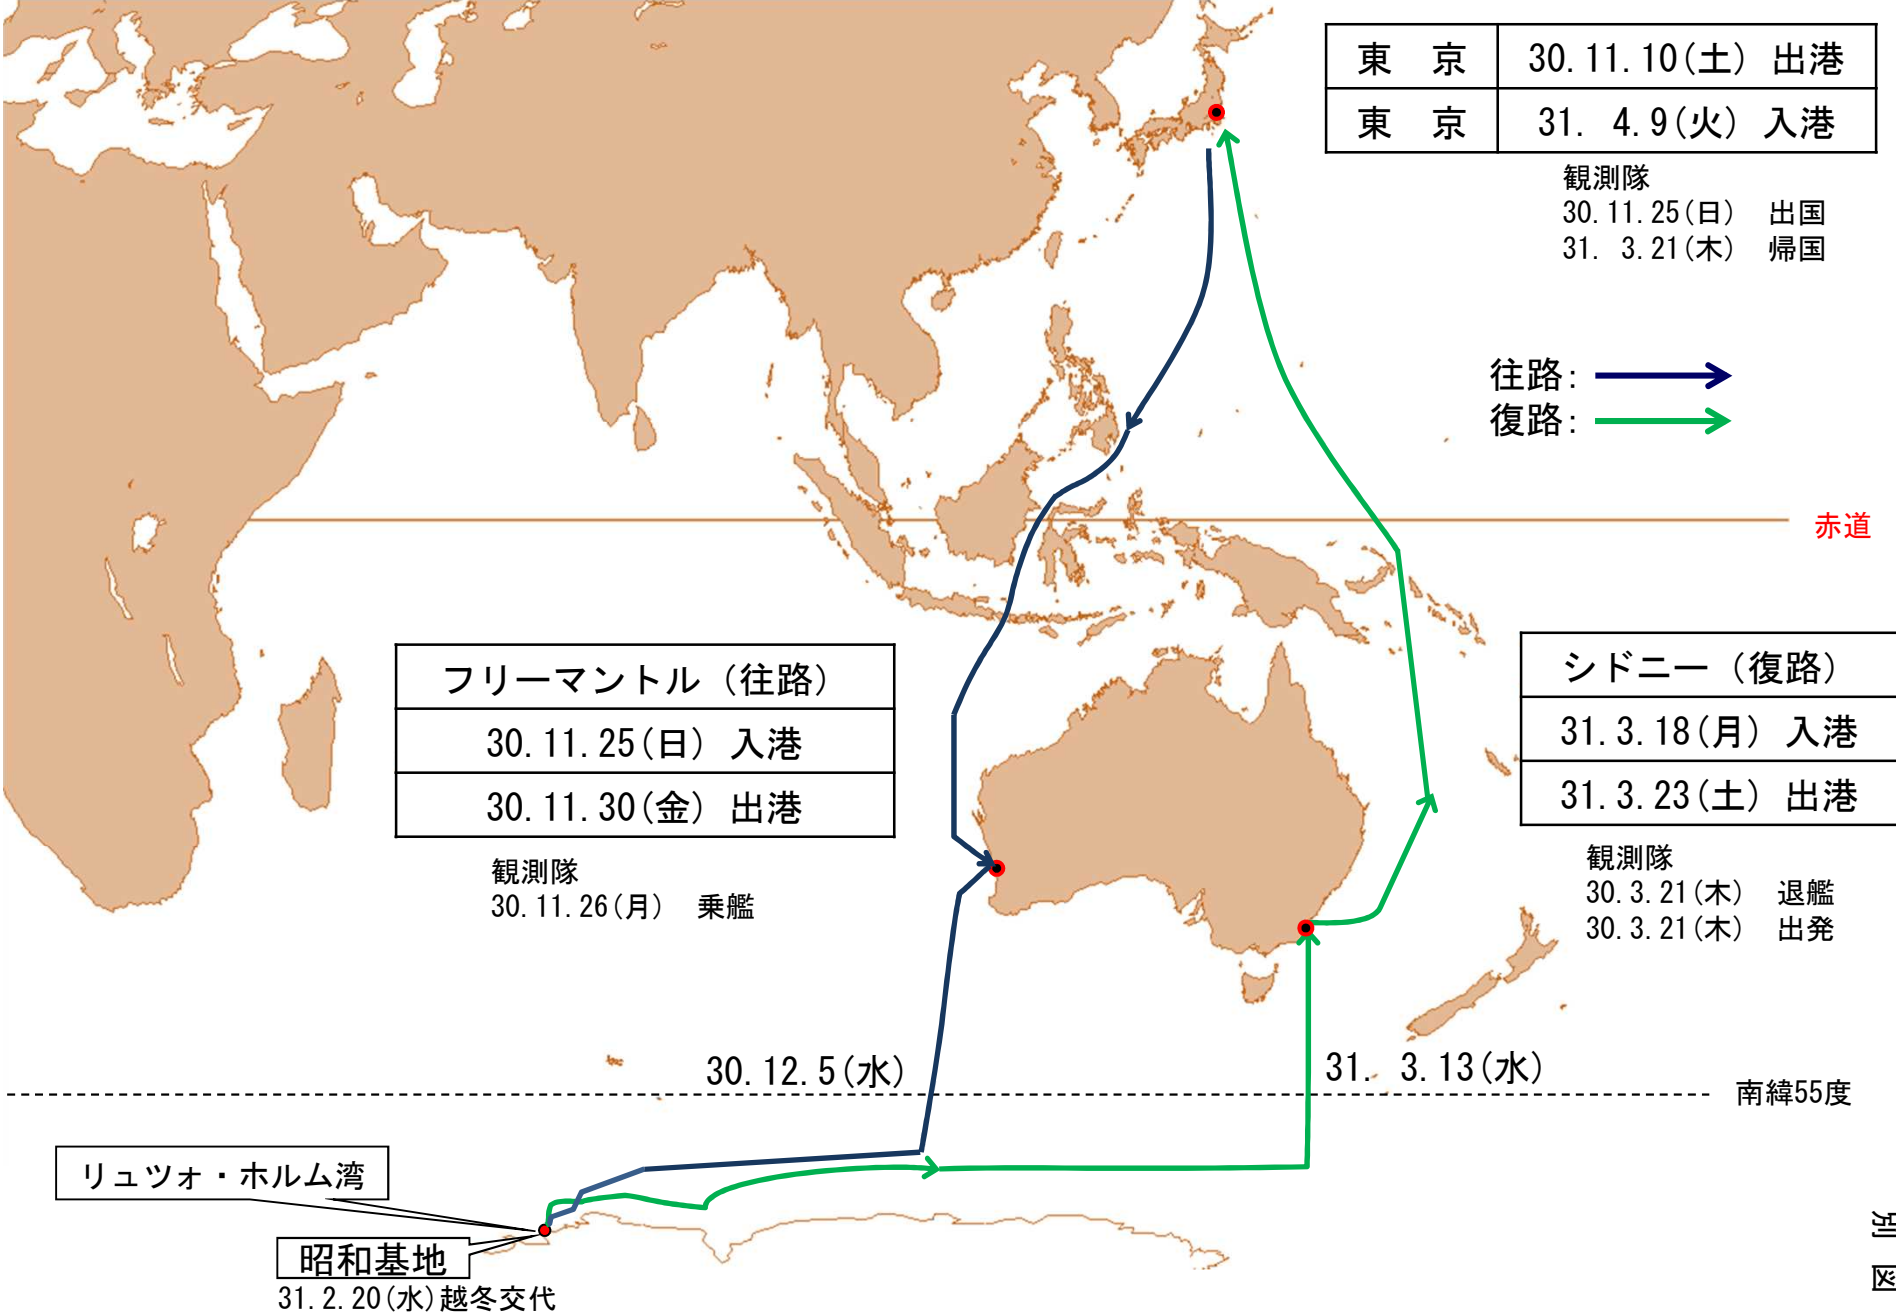 東　京　30.11.10(土) 出港
東　京　31. 4.9(火) 入港
観測隊
30.11.25(日)　出国
31. 3.21(木)　帰国
往路:
復路:
赤道
フリーマントル（往路）
30.11.25(日) 入港
30.11.30(金) 出港
観測隊
30.11.26(月)　乗艦
シドニー（復路）
31.3.18(月) 入港
31.3.23(土) 出港
観測隊
30.3.21(木)　退艦
30.3.21(木)　出発
30.12.5(水)
31. 3.13(水)
南緯55度
リュツォ・ホルム湾
昭和基地
31.2.20(水)越冬交代
別
図